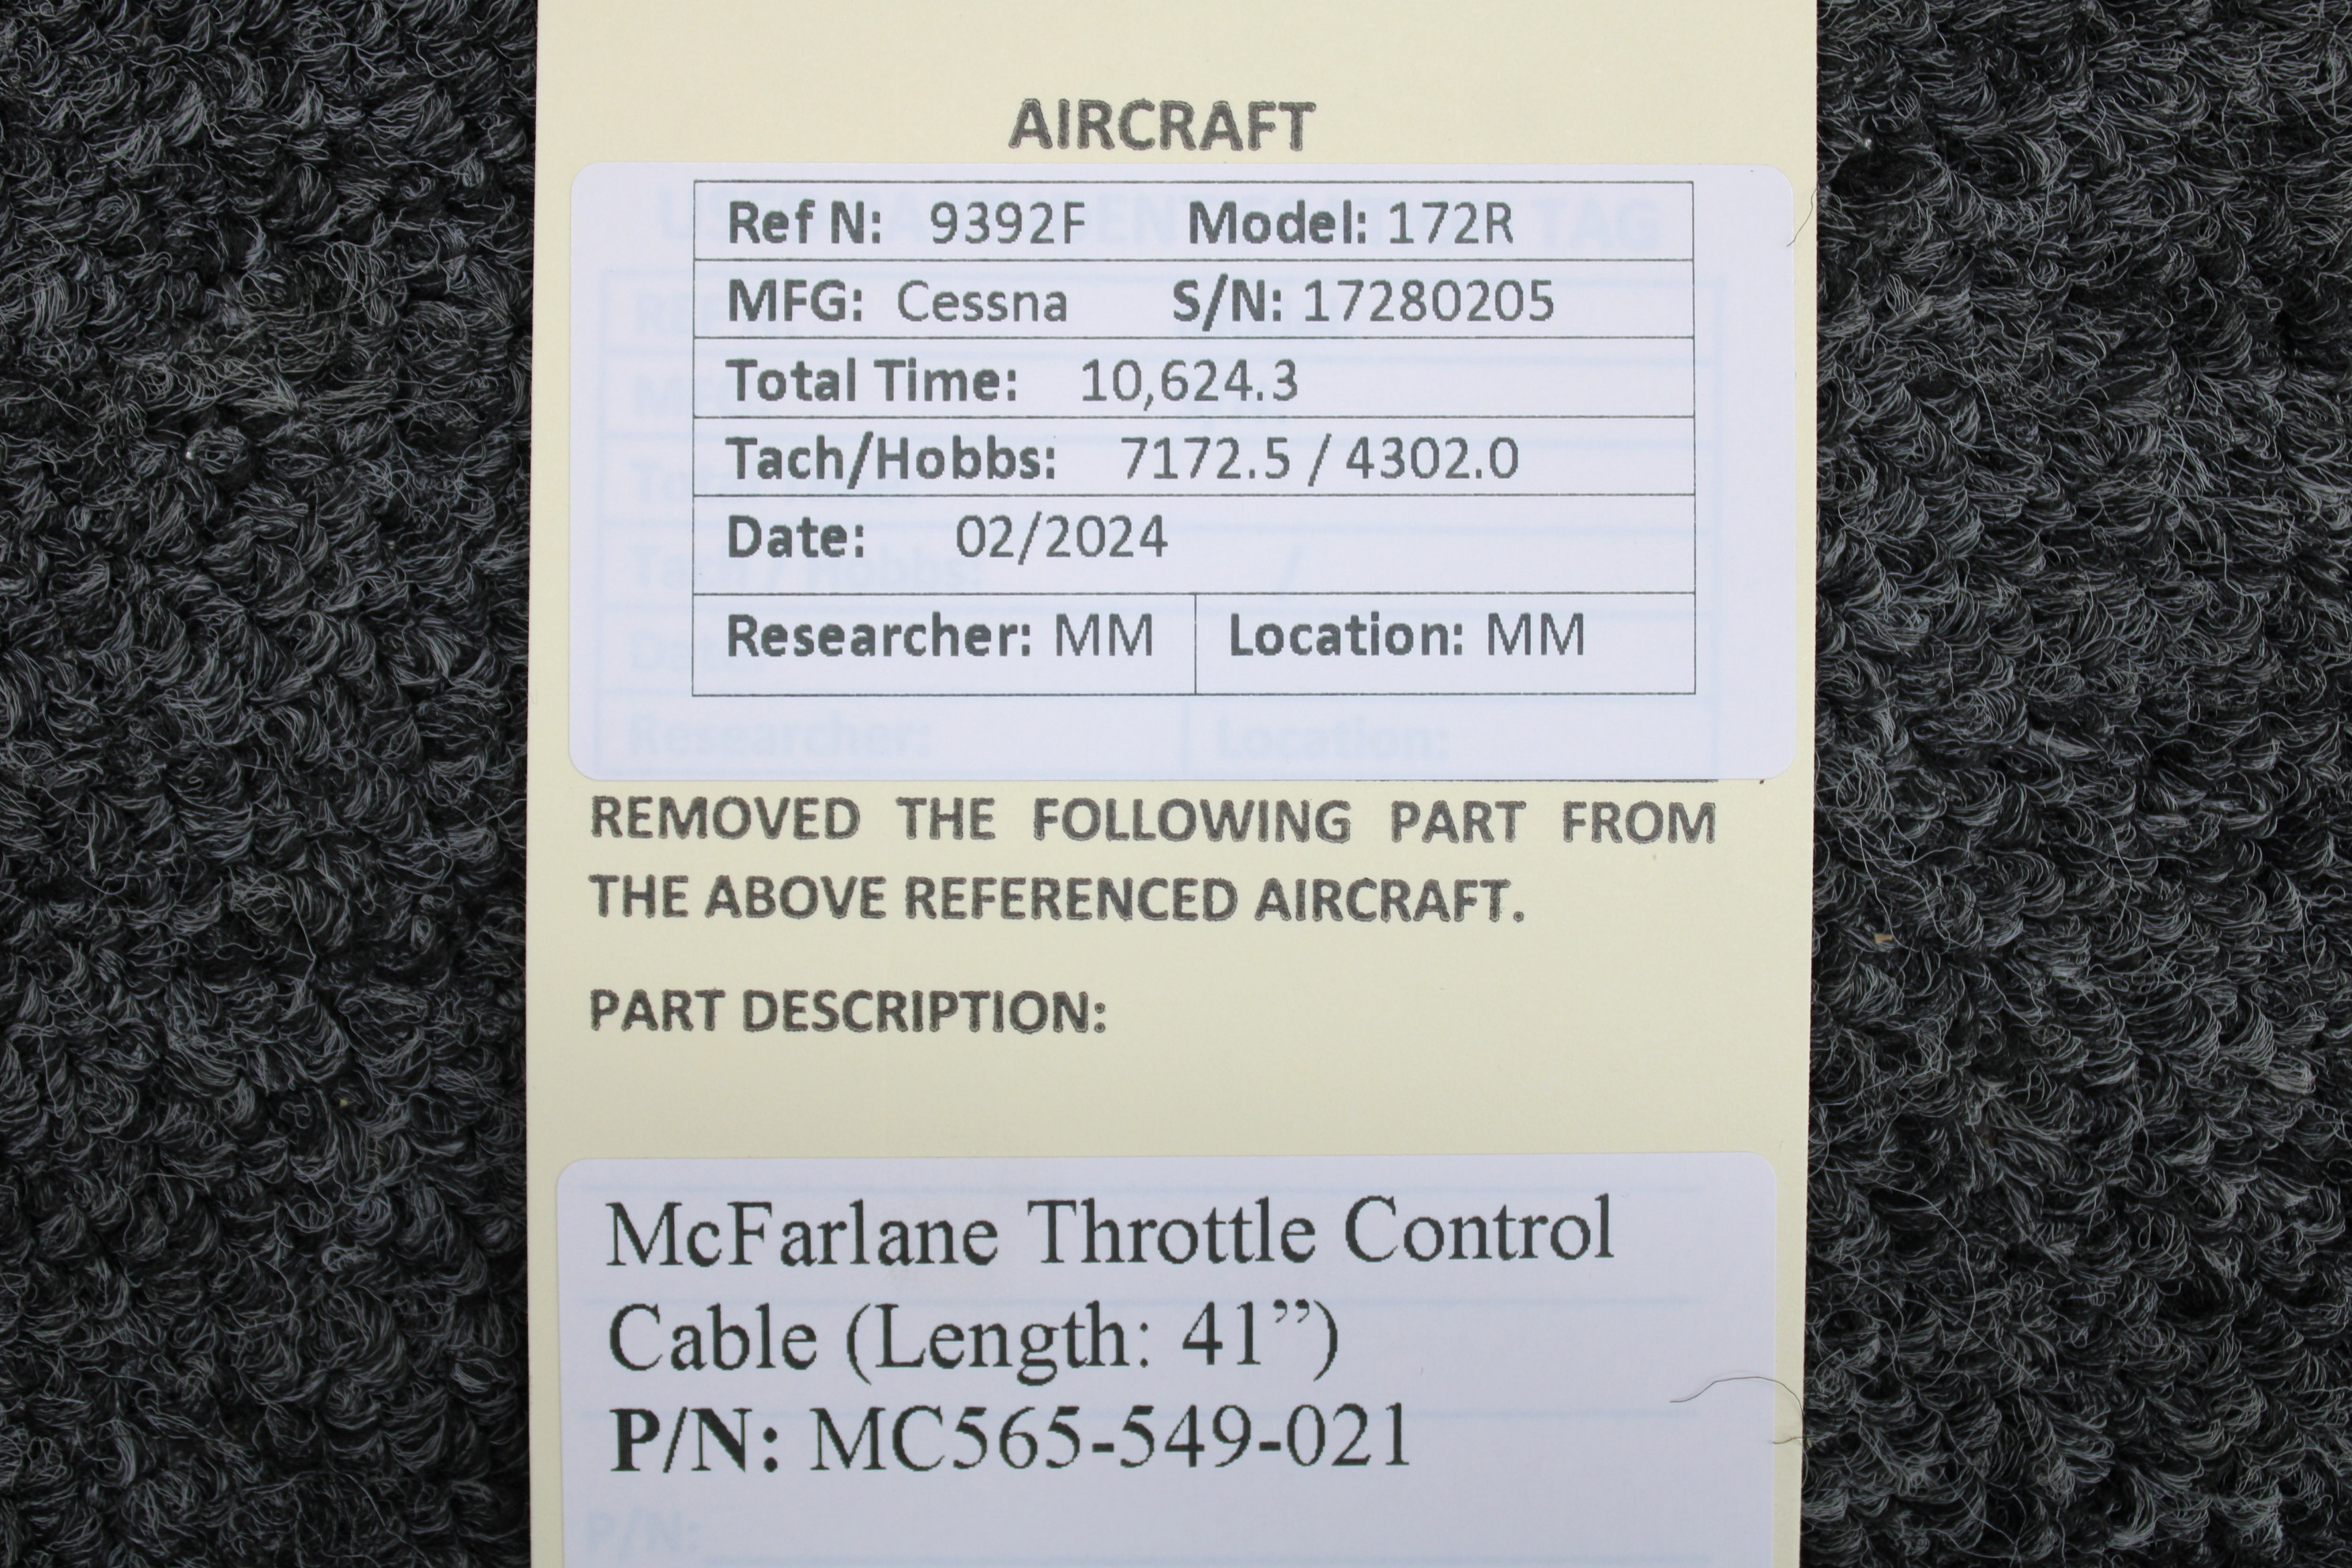 AIRCRAFT
Ref N: 9392F Model: 172R
MFG: Cessna S/N: 17280205
Total Time: 10,624.3
Tach/Hobbs: 7172.5 / 4302.0
Date: 02/2024
Researcher: MM Location: MM
Researcher: Location:
REMOVED THE FOLLOWING PART FROM
THE ABOVE REFERENCED AIRCRAFT.
PART DESCRIPTION:
McFarlane Throttle Control
Cable (Length: 41”)
P/N: MC565-549-021
P/N: